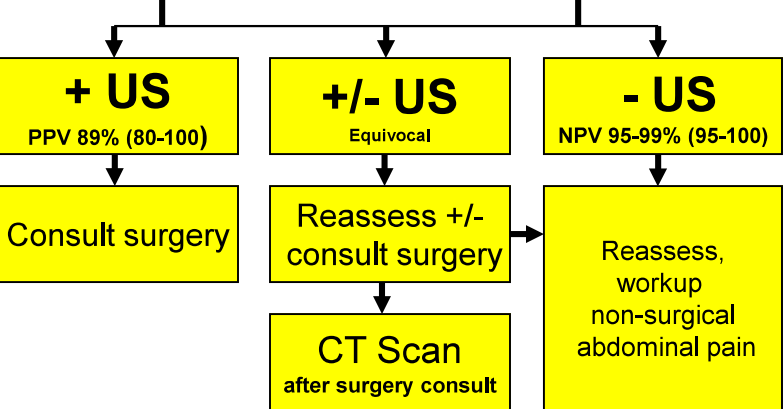 + US
PPV 89% (80-100)
+/- US
Equivocal
- US
NPV 95-99% (95-100)
Consult surgery
Reassess +/-
consult surgery
Reassess,
workup
non-surgical
abdominal pain
CT Scan
after surgery consult